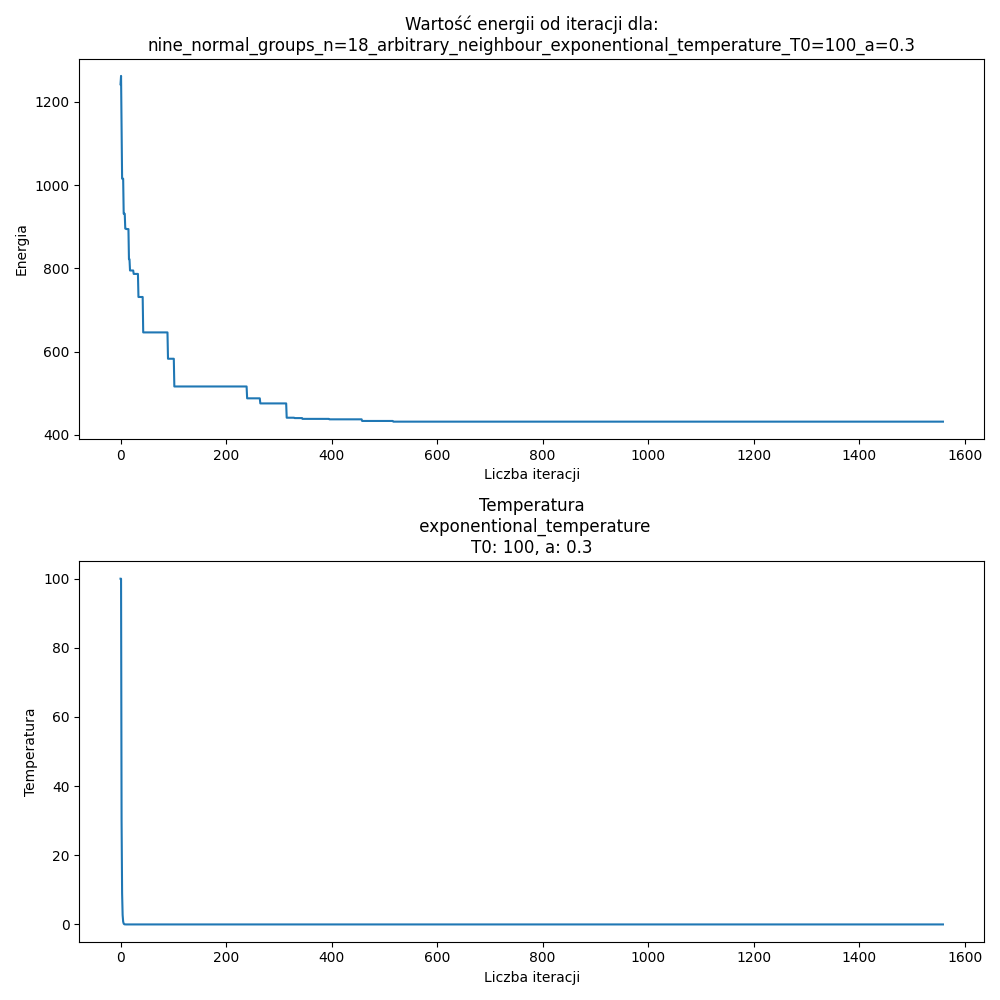 Wartość energii od iteracji dla:
nine_normal_groups_n=18_arbitrary_neighbour_exponentional_temperature_T0=100_a=0.3
1200
1000
800
600
400
Energia
0 200 400 600 800 1000 1200 1400 1600
Liczba iteracji
Temperatura
exponentional_temperature
T0: 100, a: 0.3
100
80
60
40
20
0
Temperatura
0 200 400 600 800 1000 1200 1400 1600
Liczba iteracji